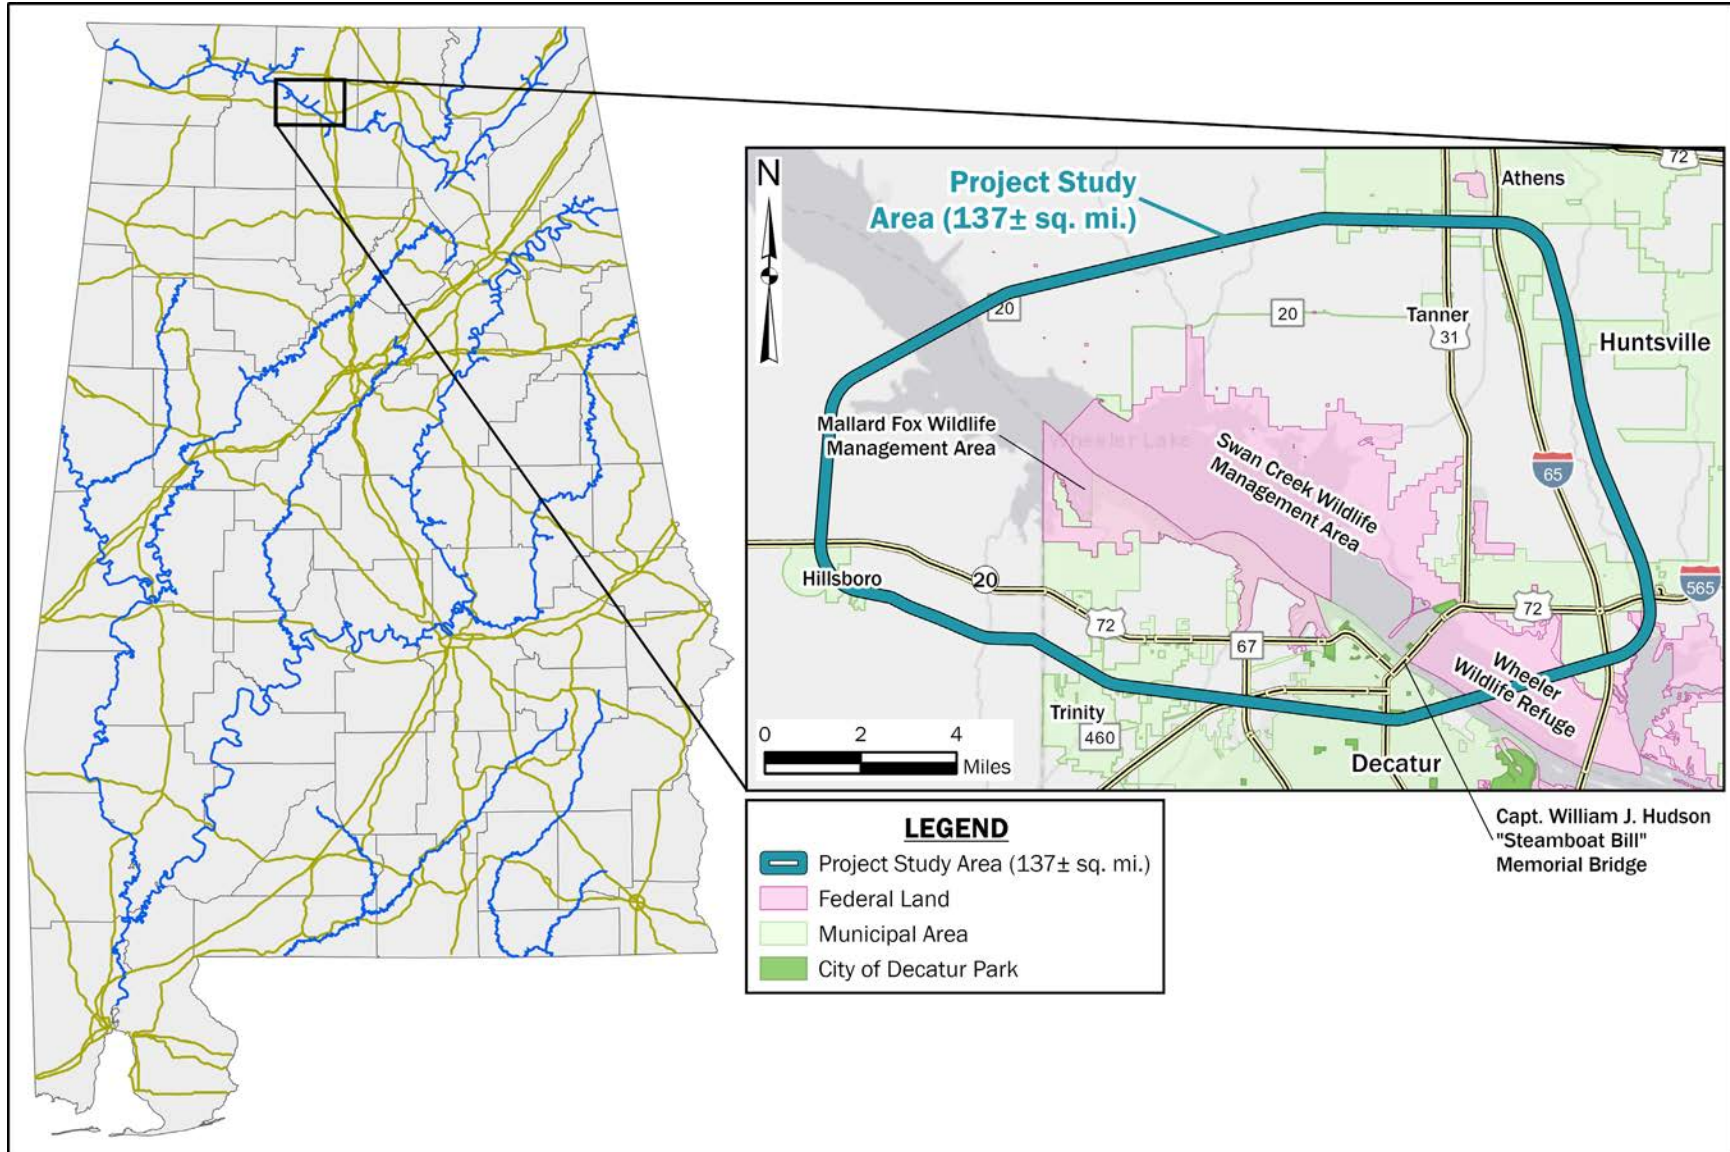 N
Project Study
Area (137± sq. mi.)
72
Athens
20
20
Tanner
31
Huntsville
Mallard Fox Wildlife
Management Area
Wheeler Lake
Swan Creek Wildlife
Management Area
65
Hillsboro
20
72
72
565
67
Wheeler
Wildlife Refuge
Trinity
460
Decatur
0 2 4
Miles
Capt. William J. Hudson
"Steamboat Bill"
Memorial Bridge
LEGEND
Project Study Area (137± sq. mi.)
Federal Land
Municipal Area
City of Decatur Park